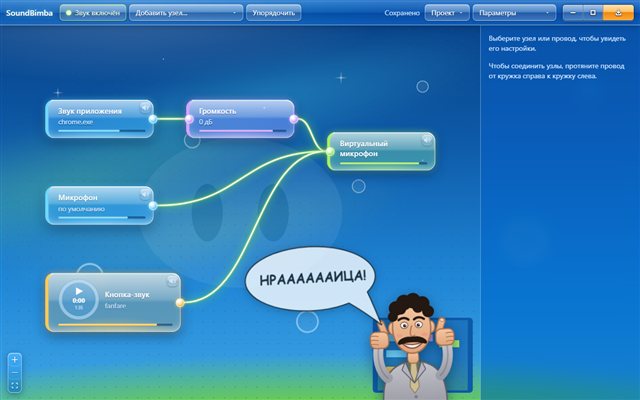 SoundBimba
Звук включён
Добавить узел...
Упорядочить
Сохранено
Проект
Параметры
Выберите узел или провод, чтобы увидеть
его настройки.
Чтобы соединить узлы, протяните провод
от кружка справа к кружку слева.
Звук приложения
chrome.exe
Громкость
0 дБ
Виртуальный
микрофон
Микрофон
по умолчанию
0:00
Кнопка-звук
fanfare
НРАААААAИЦА!